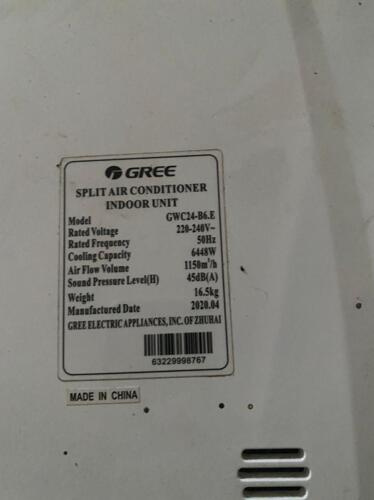 GREE
SPLIT AIR CONDITIONER
INDOOR UNIT
Model GWC24-B6.E
Rated Voltage 220-240V~
Rated Frequency 50Hz
Cooling Capacity 6448W
Air Flow Volume 1150m³/h
Sound Pressure Level(H) 45dB(A)
Weight 16.5kg
Manufactured Date 2020.04
GREE ELECTRIC APPLIANCES, INC. OF ZHUHAI
63229998767
MADE IN CHINA